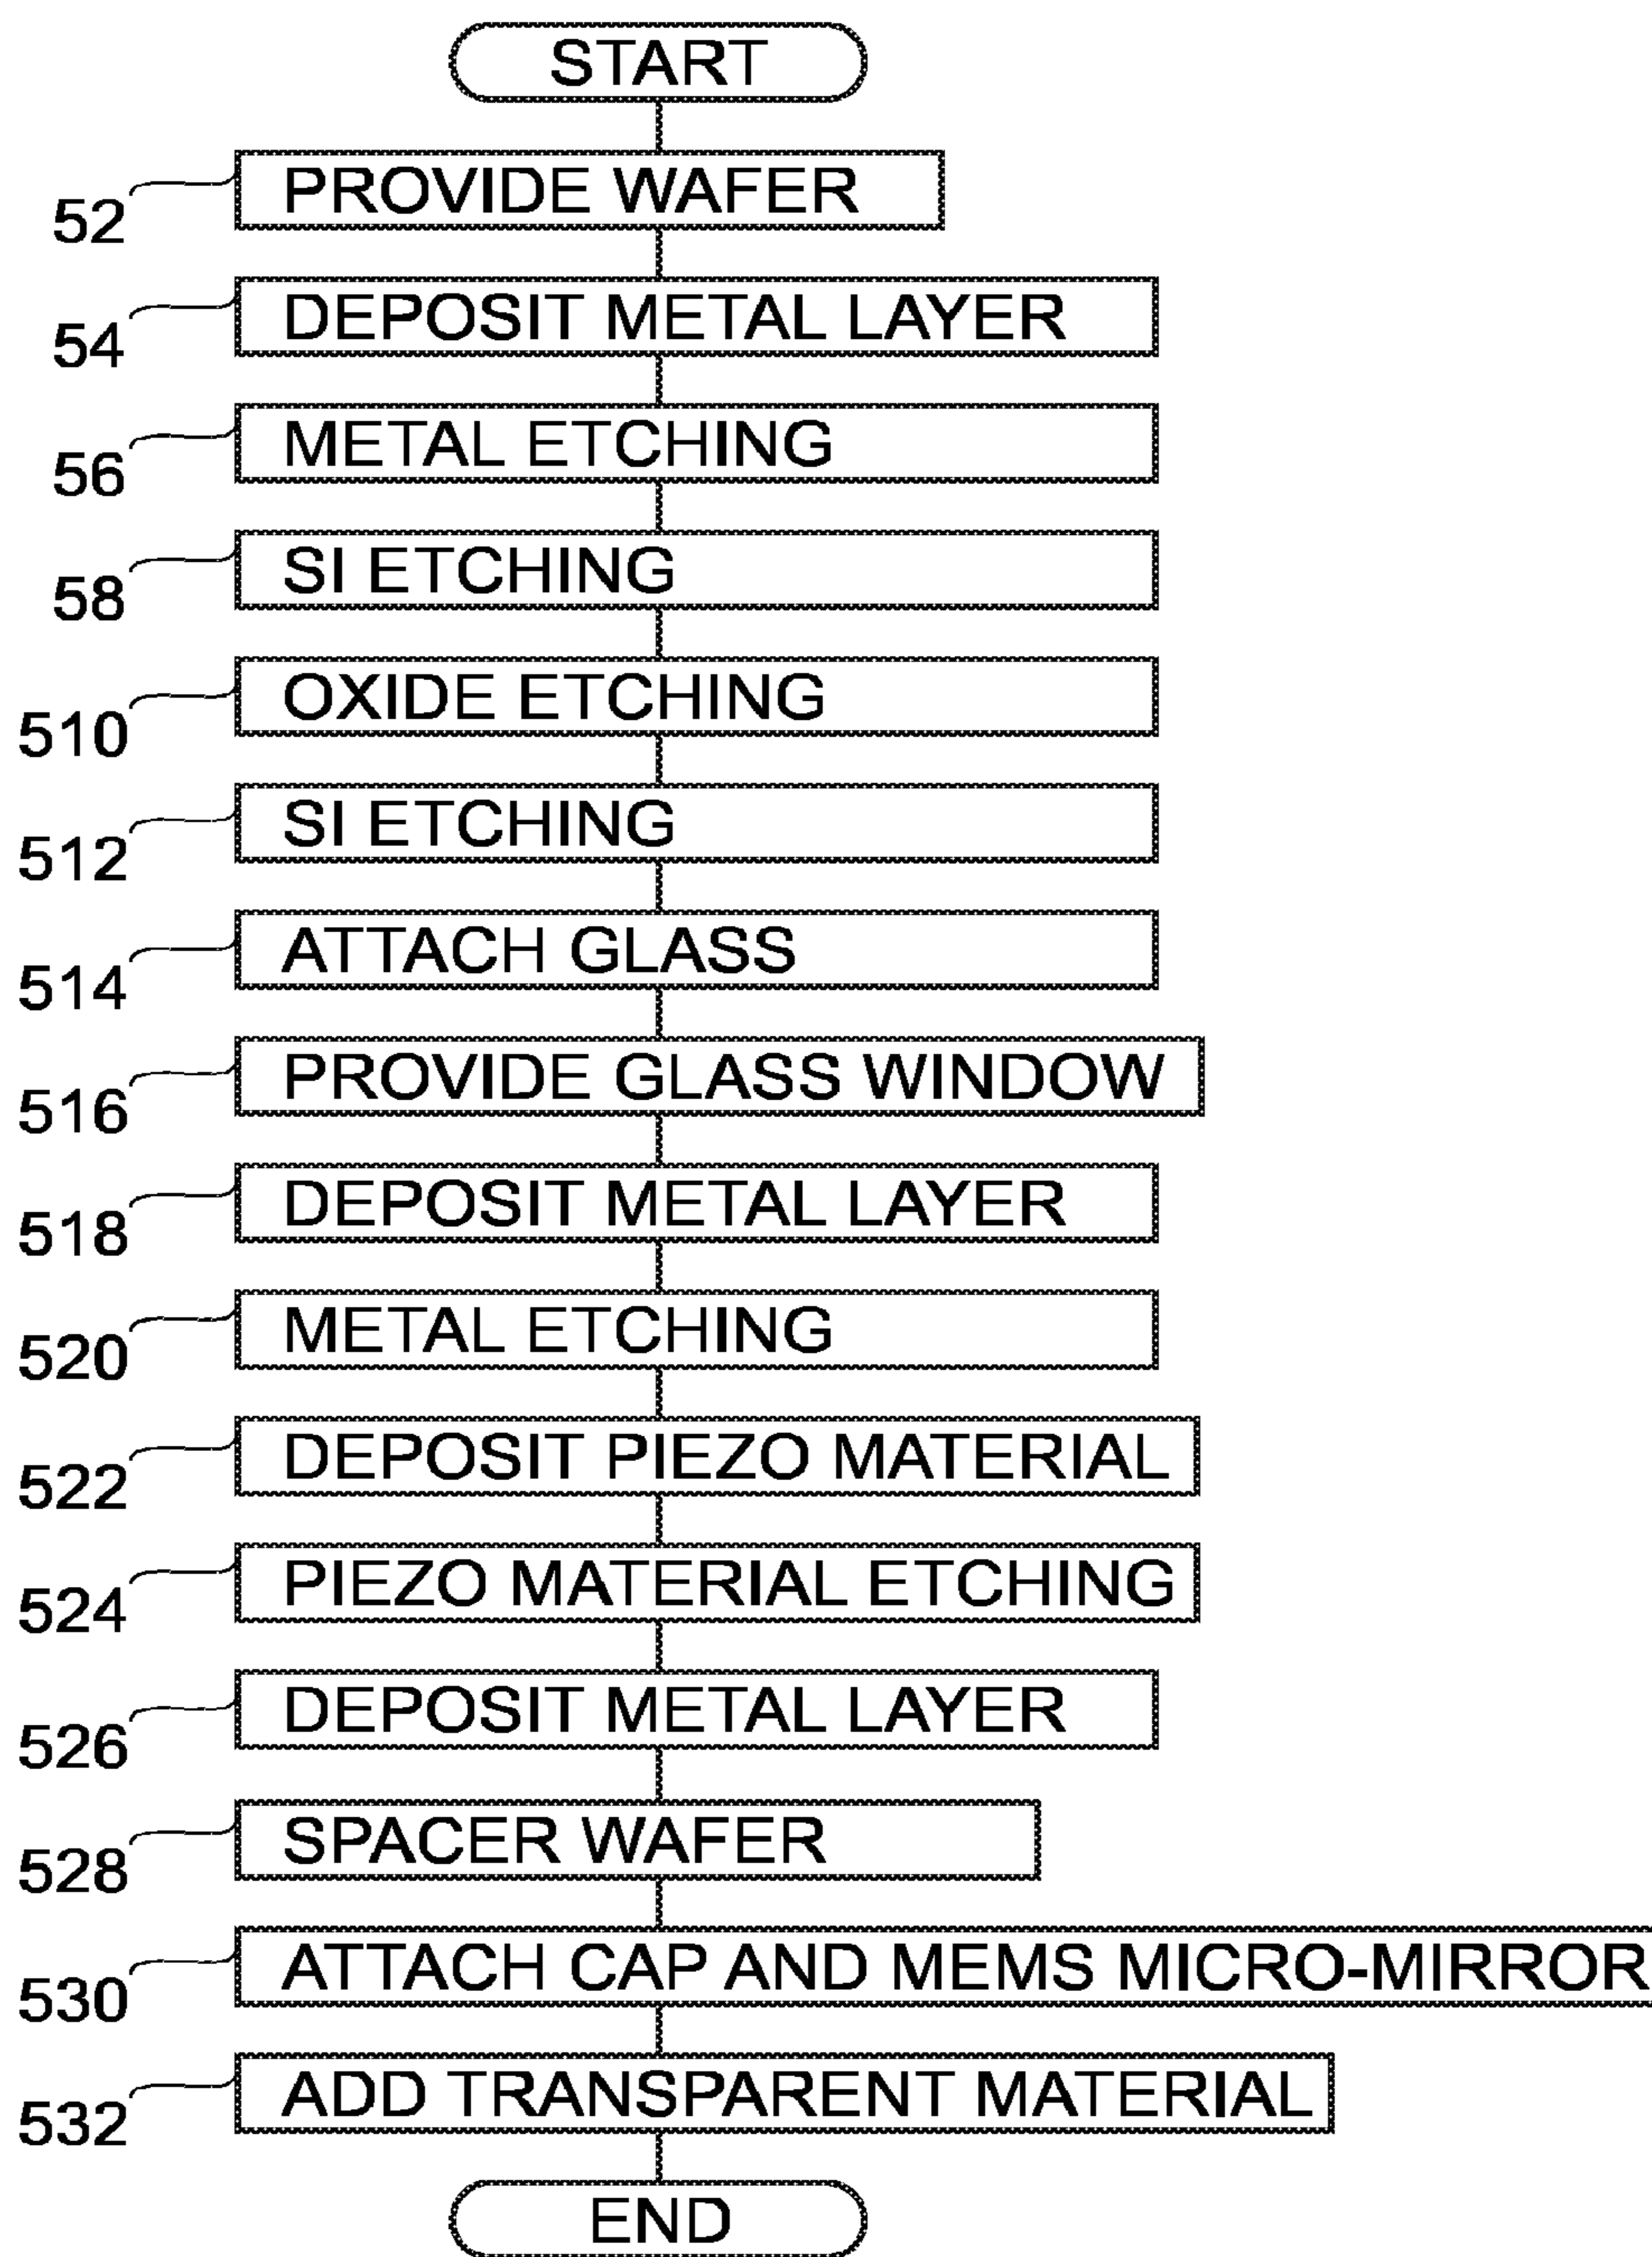 START
PROVIDE WAFER
52
DEPOSIT METAL LAYER
54
METAL ETCHING
56
SI ETCHING
58
OXIDE ETCHING
510
SI ETCHING
512
ATTACH GLASS
514
PROVIDE GLASS WINDOW
516
DEPOSIT METAL LAYER
518
METAL ETCHING
520
DEPOSIT PIEZO MATERIAL
522
PIEZO MATERIAL ETCHING
524
DEPOSIT METAL LAYER
526
SPACER WAFER
528
ATTACH CAP AND MEMS MICRO-MIRROR
530
ADD TRANSPARENT MATERIAL
532
END